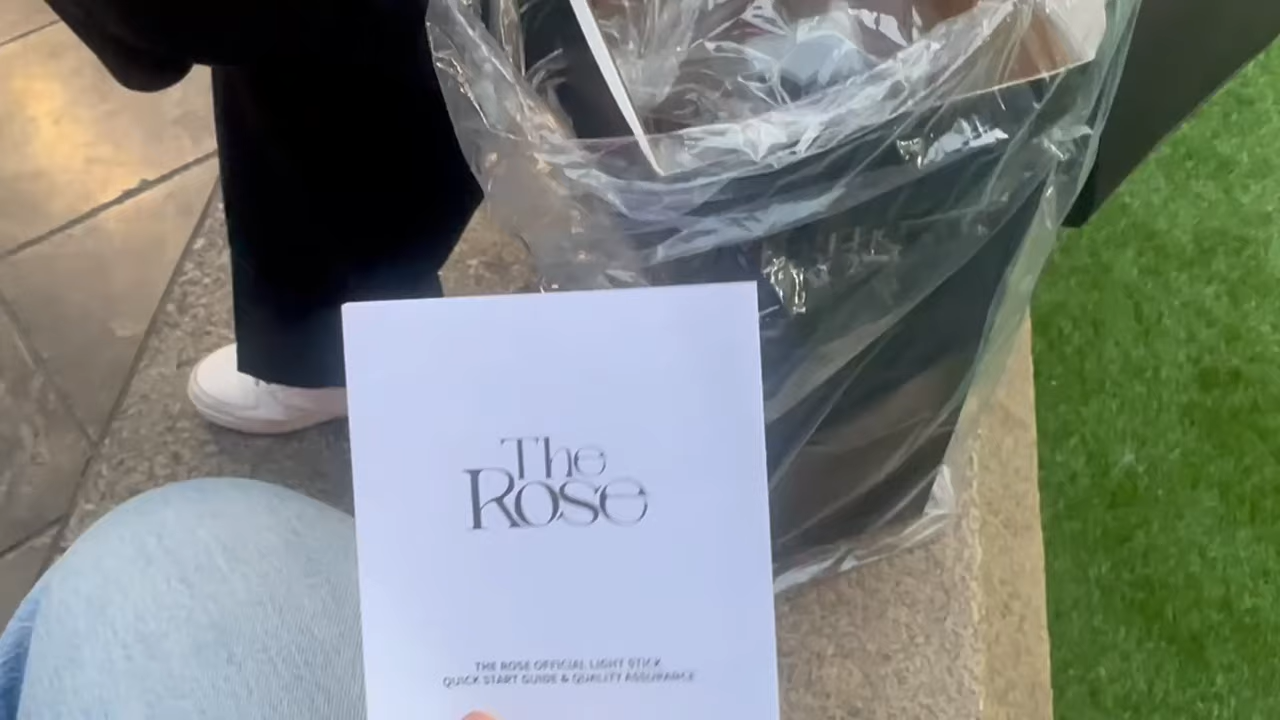 The
Rose
THE ROSE OFFICIAL LIGHT STICK
QUICK START GUIDE & QUALITY ASSURANCE